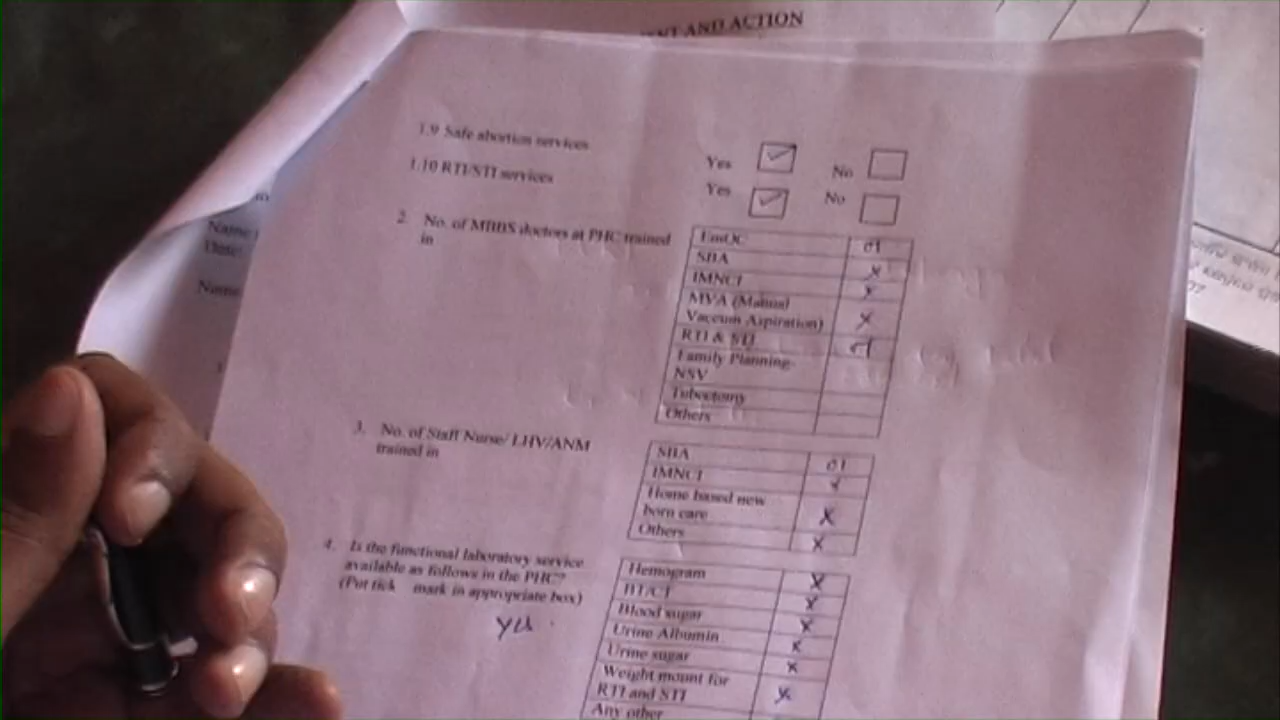 AND ACTION
1.9 Safe abortion services Yes No
1.10 RTI/STI services Yes No
2. No. of MBBS doctors at PHC trained
in
EmOC 01
SBA x
IMNCI x
MVA (Manual
Vaccum Aspiration) x
RTI & STI 01
Family Planning-
NSV
Tubectomy
Others
3. No. of Staff Nurse/ LHV/ANM
trained in
SBA 01
IMNCI
Home based new
born care x
Others x
4. Is the functional laboratory service
available as follows in the PHC?
(Put tick mark in appropriate box)
yes
Hemogram x
BT/CT x
Blood sugar x
Urine Albumin x
Urine sugar x
Weight mount for
RTI and STI x
Any other
Name
Date:
Name